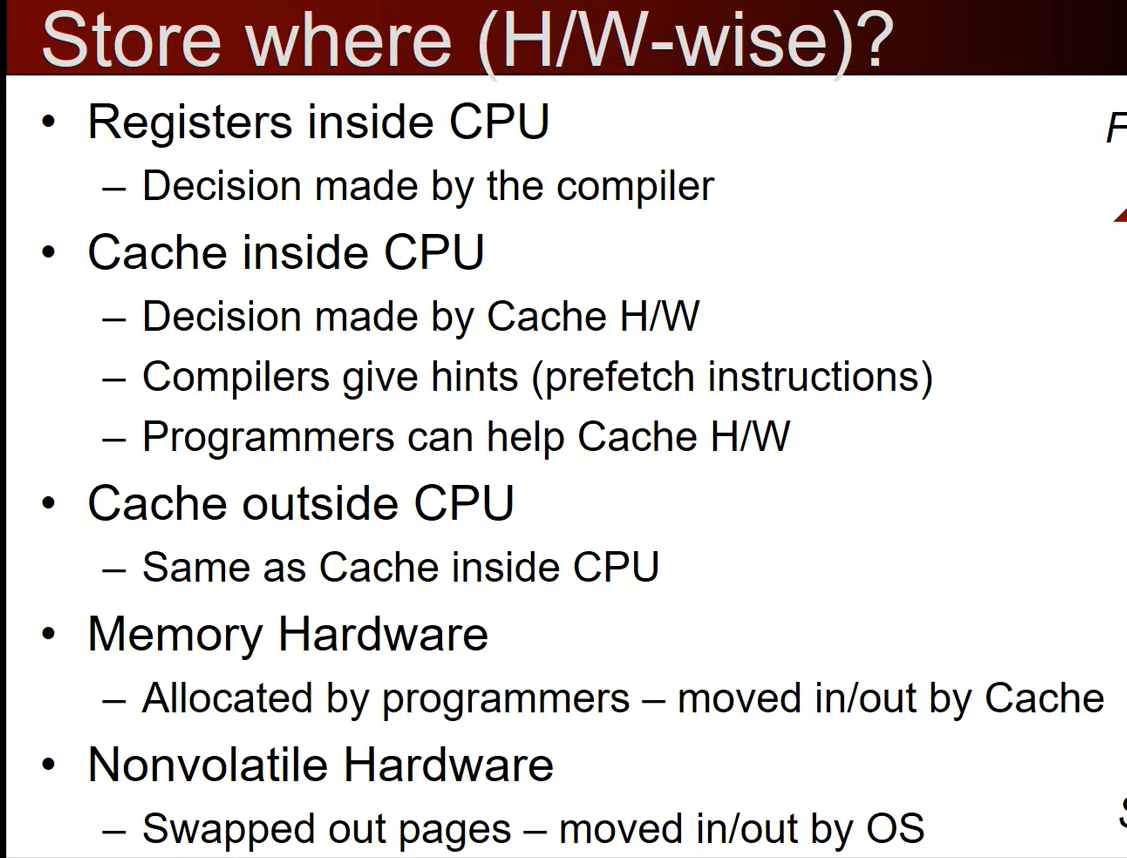 Store where (H/W-wise)?
• Registers inside CPU
– Decision made by the compiler
• Cache inside CPU
– Decision made by Cache H/W
– Compilers give hints (prefetch instructions)
– Programmers can help Cache H/W
• Cache outside CPU
– Same as Cache inside CPU
• Memory Hardware
– Allocated by programmers – moved in/out by Cache
• Nonvolatile Hardware
– Swapped out pages – moved in/out by OS